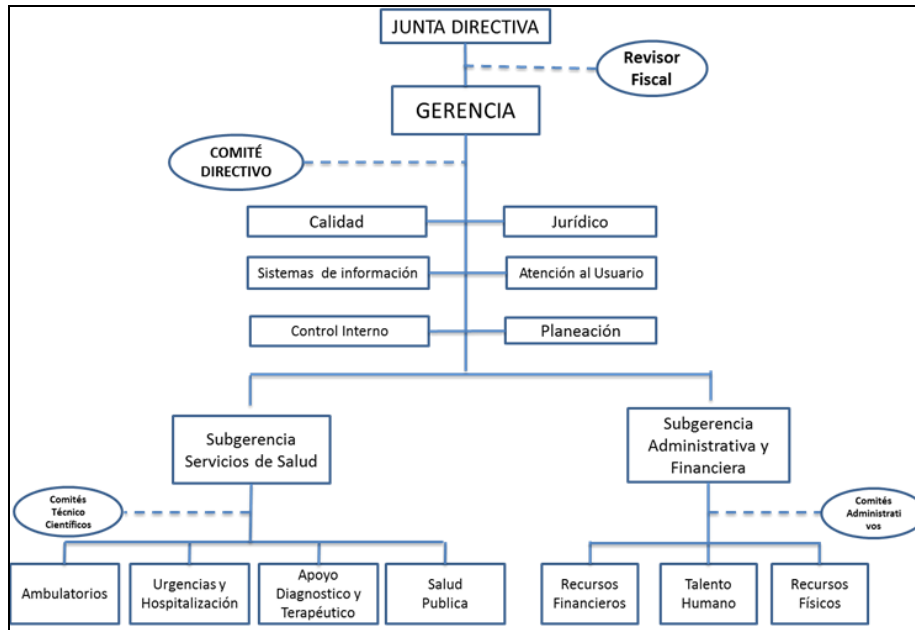 JUNTA DIRECTIVA
Revisor
Fiscal
GERENCIA
COMITÉ
DIRECTIVO
Calidad
Jurídico
Sistemas de información
Atención al Usuario
Control Interno
Planeación
Subgerencia
Servicios de Salud
Subgerencia
Administrativa y
Financiera
Comités
Técnico
Científicos
Comités
Administrati
vos
Ambulatorios
Urgencias y
Hospitalización
Apoyo
Diagnostico y
Terapéutico
Salud
Publica
Recursos
Financieros
Talento
Humano
Recursos
Físicos